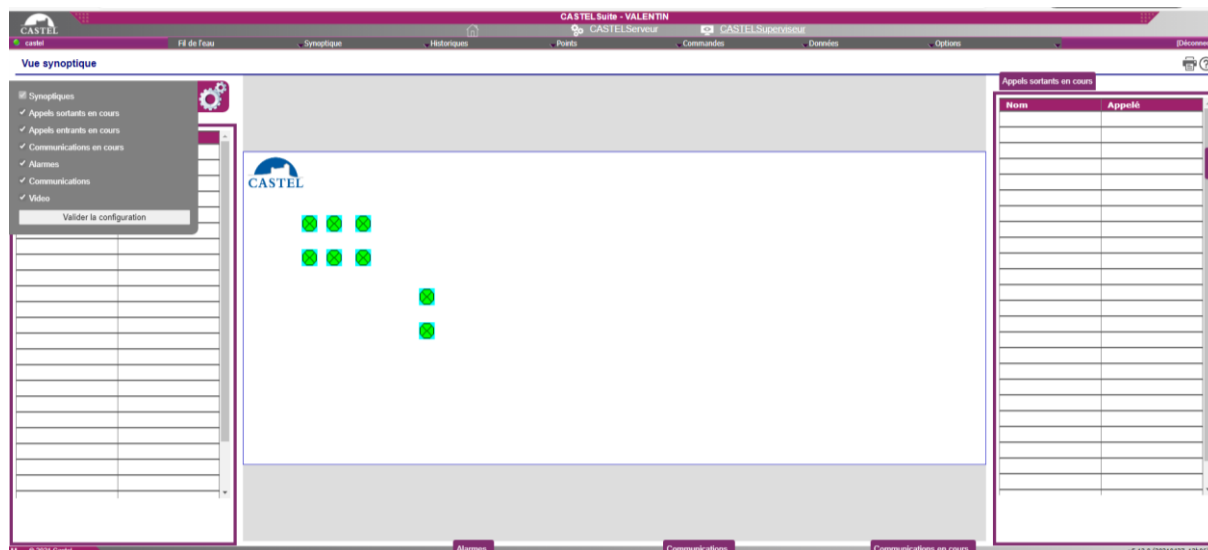 CASTELSuite - VALENTIN
CASTEL
CASTELServeur
CASTELSuperviseur
castel
Fil de l'eau
Synoptique
Historiques
Points
Commandes
Données
Options
Vue synoptique
Synoptiques
Appels sortants en cours
Appels entrants en cours
Communications en cours
Alarmes
Communications
Video
Valider la configuration
CASTEL
Appels sortants en cours
Nom
Appelé
Alarmes
Communications
Communications en cours